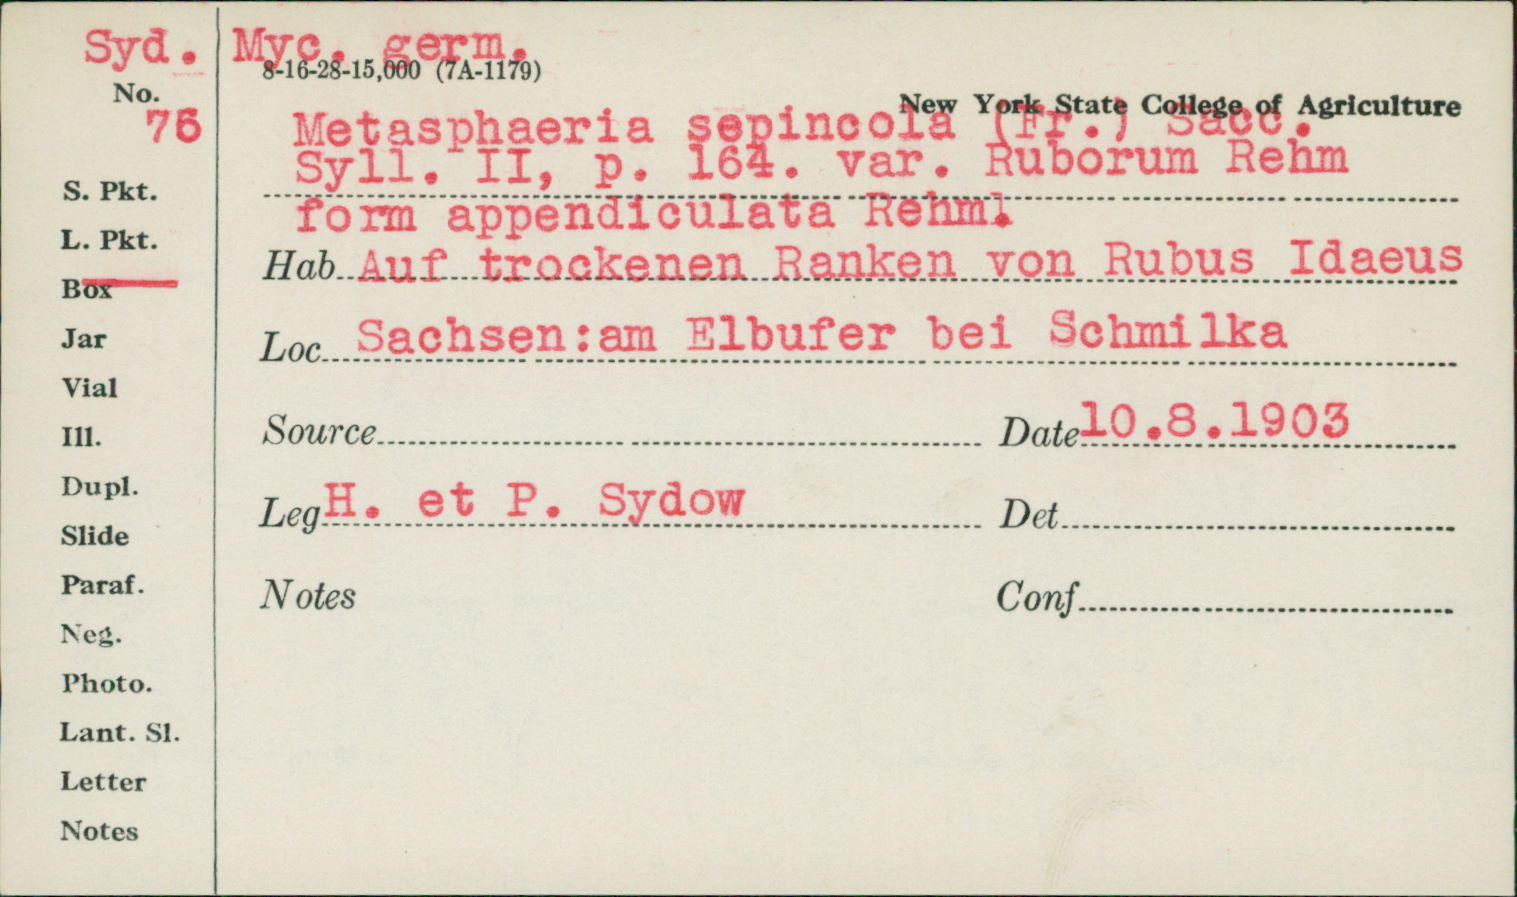 Syd. Myc. germ.
8-16-28-15,000 (7A-1179)
No.
New York State College of Agriculture
76
Metasphaeria sepincola (Fr.) Sacc.
Syll. II, p. 164. var. Ruborum Rehm
form appendiculata Rehm.
S. Pkt.
L. Pkt.
Box
Jar
Vial
Ill.
Dupl.
Slide
Paraf.
Neg.
Photo.
Lant. Sl.
Letter
Notes
Hab. Auf trockenen Ranken von Rubus Idaeus
Loc. Sachsen:am Elbufer bei Schmilka
Source
Date 10.8.1903
Leg. H. et P. Sydow
Det.
Notes
Conf.